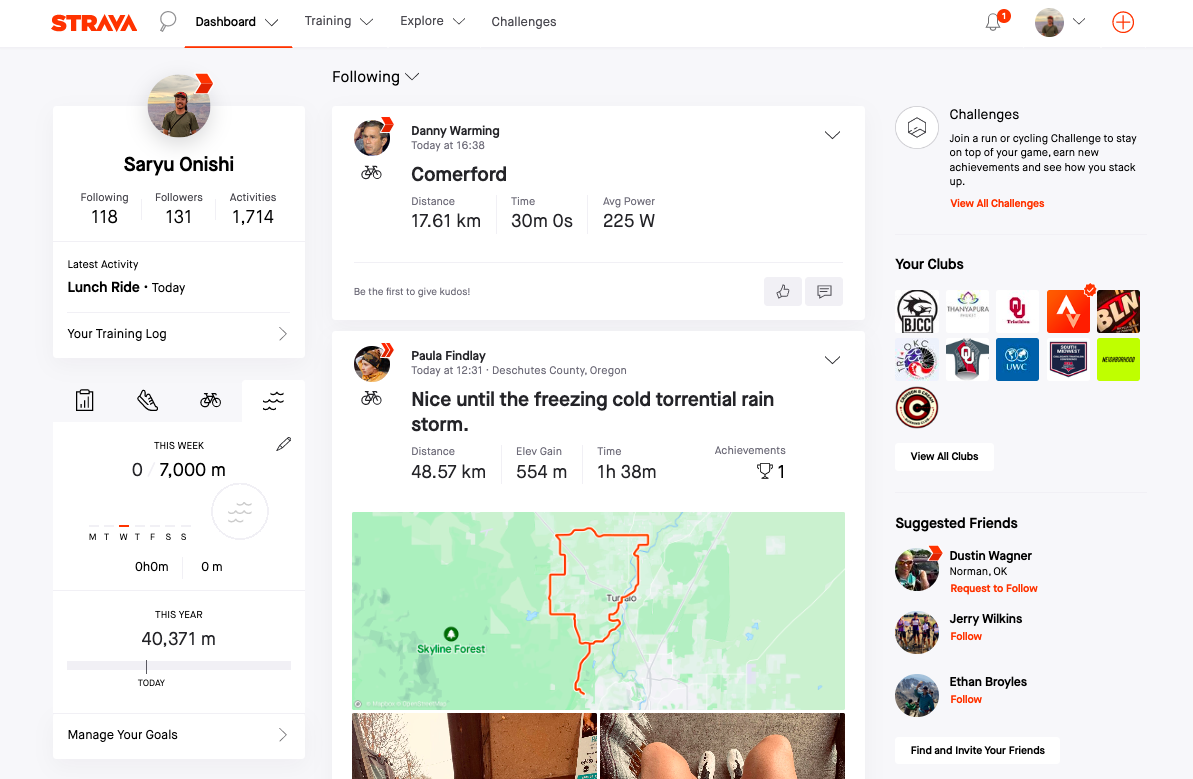 STRAVA
Dashboard
Training
Explore
Challenges
1
Saryu Onishi
Following
118
Followers
131
Activities
1,714
Latest Activity
Lunch Ride • Today
Your Training Log
THIS WEEK
0 / 7,000 m
M T W T F S S
0h0m
0 m
THIS YEAR
40,371 m
TODAY
Manage Your Goals
Following
Danny Warming
Today at 16:38
Comerford
Distance
17.61 km
Time
30m 0s
Avg Power
225 W
Be the first to give kudos!
Paula Findlay
Today at 12:31 · Deschutes County, Oregon
Nice until the freezing cold torrential rain
storm.
Distance
48.57 km
Elev Gain
554 m
Time
1h 38m
Achievements
1
Skyline Forest
Challenges
Join a run or cycling Challenge to stay
on top of your game, earn new
achievements and see how you stack
up.
View All Challenges
Your Clubs
BJCC
THANYAPURA
PHUKET
OU
Triathlon
BLN
OKC
UWC
SOUTH
MIDWEST
NEIGHBORHOOD
View All Clubs
Suggested Friends
Dustin Wagner
Norman, OK
Request to Follow
Jerry Wilkins
Follow
Ethan Broyles
Follow
Find and Invite Your Friends